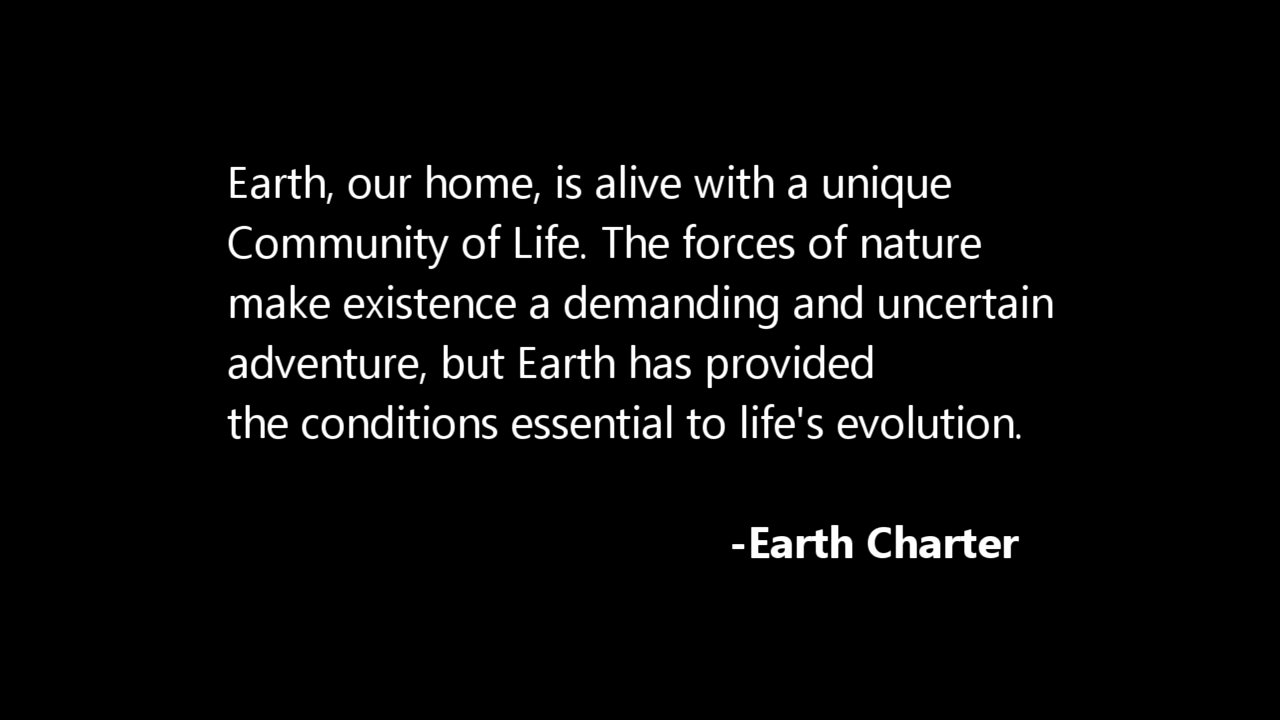 Earth, our home, is alive with a unique
Community of Life. The forces of nature
make existence a demanding and uncertain
adventure, but Earth has provided
the conditions essential to life's evolution.
-Earth Charter